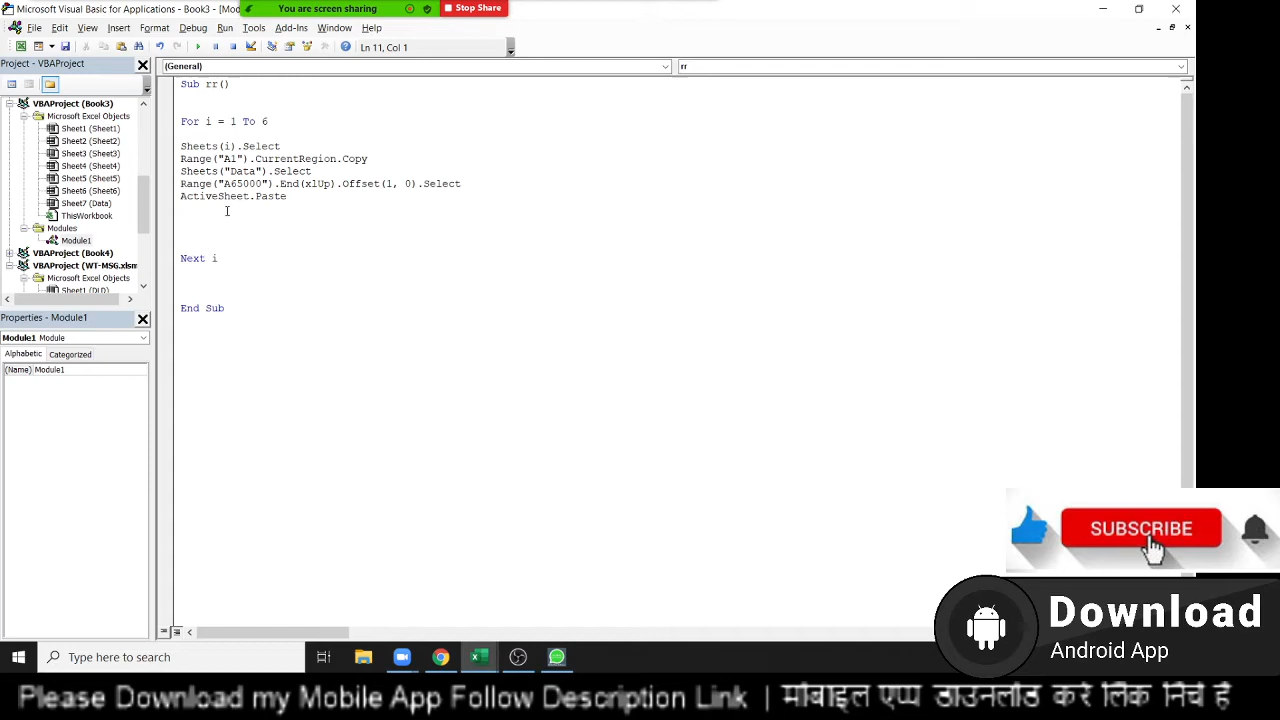 Microsoft Visual Basic for Applications - Book3 - [Mod
You are screen sharing
Stop Share
File Edit View Insert Format Debug Run Tools Add-Ins Window Help
Ln 11, Col 1
Project - VBAProject
(General)
rr
VBAProject (Book3)
Microsoft Excel Objects
Sheet1 (Sheet1)
Sheet2 (Sheet2)
Sheet3 (Sheet3)
Sheet4 (Sheet4)
Sheet5 (Sheet5)
Sheet6 (Sheet6)
Sheet7 (Data)
ThisWorkbook
Modules
Module1
VBAProject (Book4)
VBAProject (WT-MSG.xlsm
Microsoft Excel Objects
Sheet1 (DLD)
Properties - Module1
Module1 Module
Alphabetic Categorized
(Name) Module1
Sub rr()
For i = 1 To 6
Sheets(i).Select
Range("A1").CurrentRegion.Copy
Sheets("Data").Select
Range("A65000").End(xlUp).Offset(1, 0).Select
ActiveSheet.Paste
Next i
End Sub
SUBSCRIBE
Download
Android App
Type here to search
Please Download my Mobile App Follow Description Link | मोबाइल एप्प डाउनलोड करे लिंक निचे है